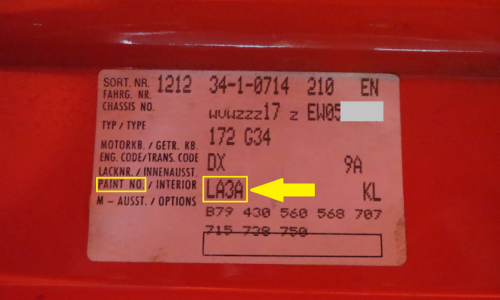 SORT. NR. 1212 34-1-0714 210 EN
FAHRG. NR.
CHASSIS NO. WVWZZZ17 Z EW05
TYP / TYPE 172 G34
MOTORKB. / GETR. KB.
ENG. CODE/TRANS. CODE DX 9A
LACKNR. / INNENAUSST.
PAINT NO. / INTERIOR LA3A KL
M - AUSST. / OPTIONS B79 430 560 568 707
715 738 750